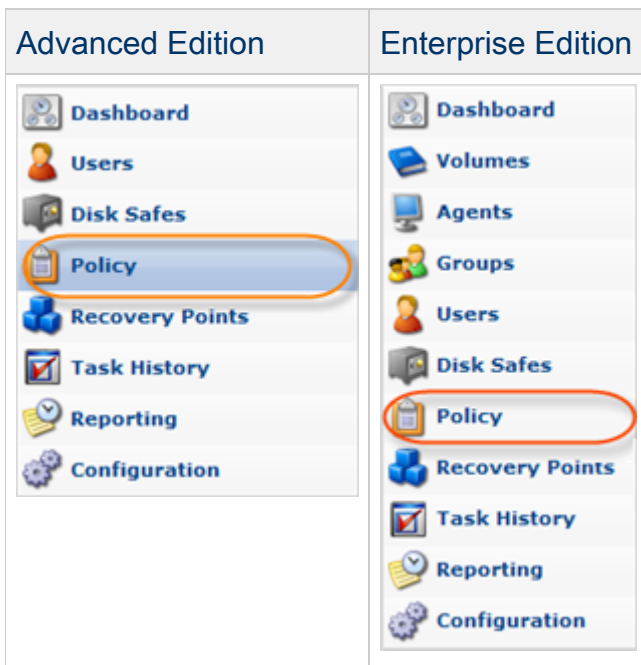 Advanced Edition
Dashboard
Users
Disk Safes
Policy
Recovery Points
Task History
Reporting
Configuration
Enterprise Edition
Dashboard
Volumes
Agents
Groups
Users
Disk Safes
Policy
Recovery Points
Task History
Reporting
Configuration